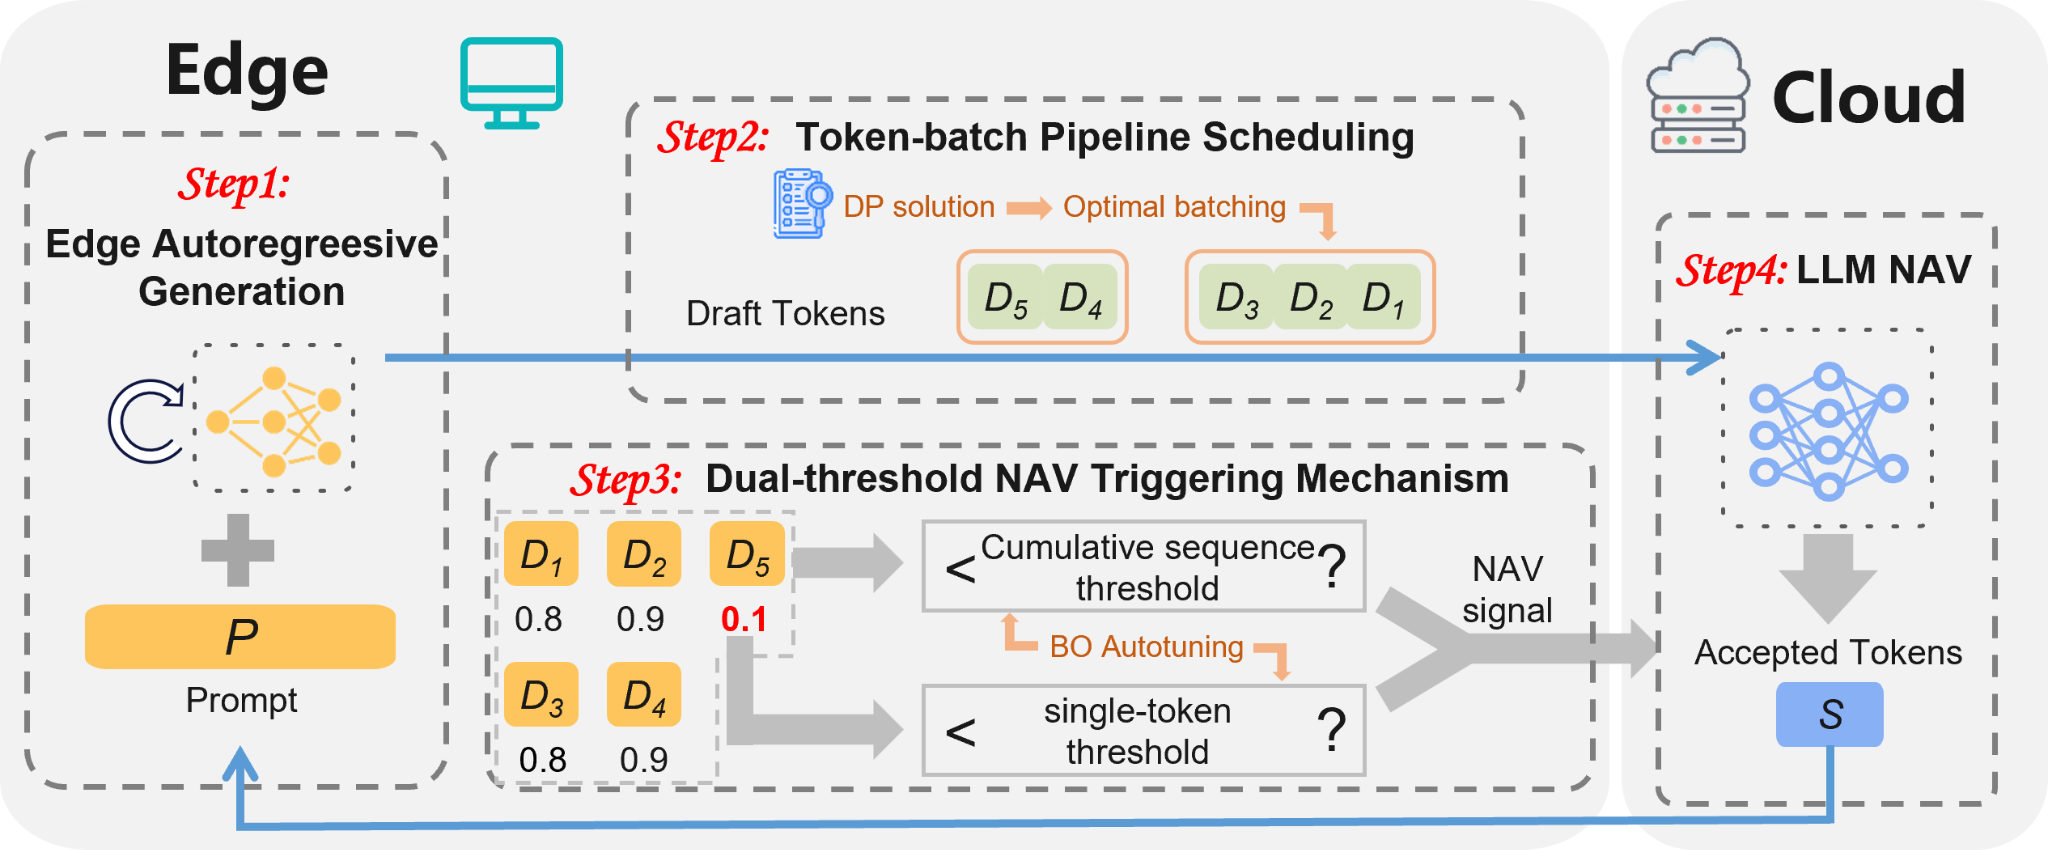 Edge
Cloud
Step1:
Edge Autoregreesive
Generation
P
Prompt
Step2: Token-batch Pipeline Scheduling
DP solution
Optimal batching
Draft Tokens
D5 D4
D3 D2 D1
Step3: Dual-threshold NAV Triggering Mechanism
D1 D2 D5
0.8 0.9 0.1
D3 D4
0.8 0.9
< Cumulative sequence ?
threshold
BO Autotuning
< single-token ?
threshold
NAV
signal
Step4: LLM NAV
Accepted Tokens
S